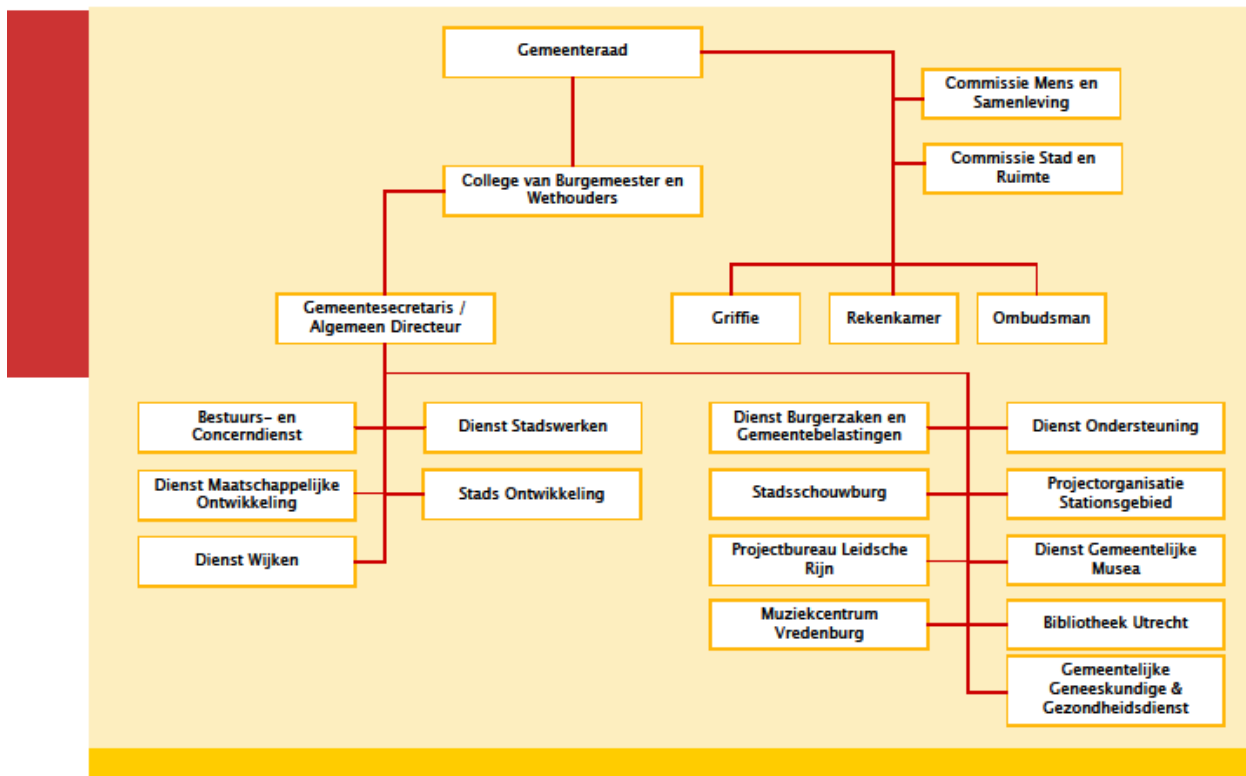 Gemeenteraad
Commissie Mens en
Samenleving
Commissie Stad en
Ruimte
College van Burgemeester en
Wethouders
Gemeentesecretaris /
Algemeen Directeur
Griffie
Rekenkamer
Ombudsman
Bestuurs- en
Concerndienst
Dienst Stadswerken
Dienst Maatschappelijke
Ontwikkeling
Stads Ontwikkeling
Dienst Wijken
Dienst Burgerzaken en
Gemeentebelastingen
Dienst Ondersteuning
Stadsschouwburg
Projectorganisatie
Stationsgebied
Projectbureau Leidsche
Rijn
Dienst Gemeentelijke
Musea
Muziekcentrum
Vredenburg
Bibliotheek Utrecht
Gemeentelijke
Geneeskundige &
Gezondheidsdienst